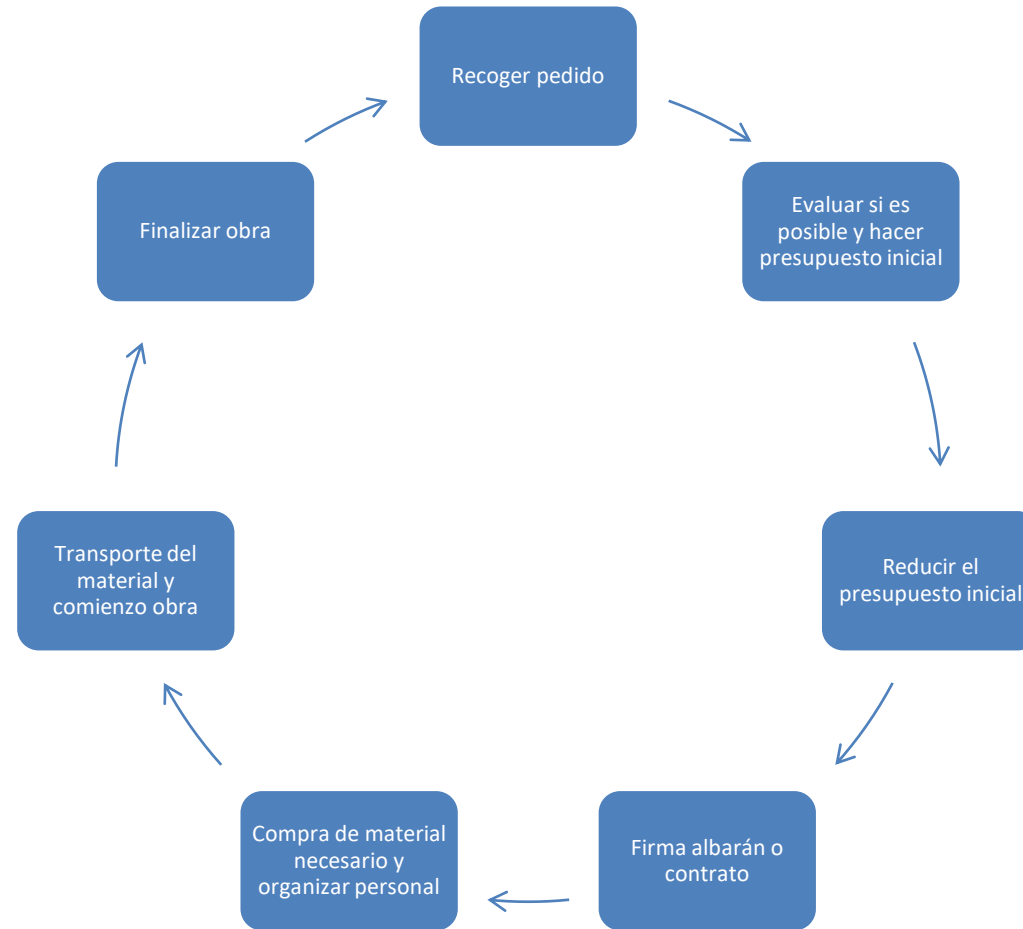 Recoger pedido
Evaluar si es
posible y hacer
presupuesto inicial
Reducir el
presupuesto inicial
Firma albarán o
contrato
Compra de material
necesario y
organizar personal
Transporte del
material y
comienzo obra
Finalizar obra